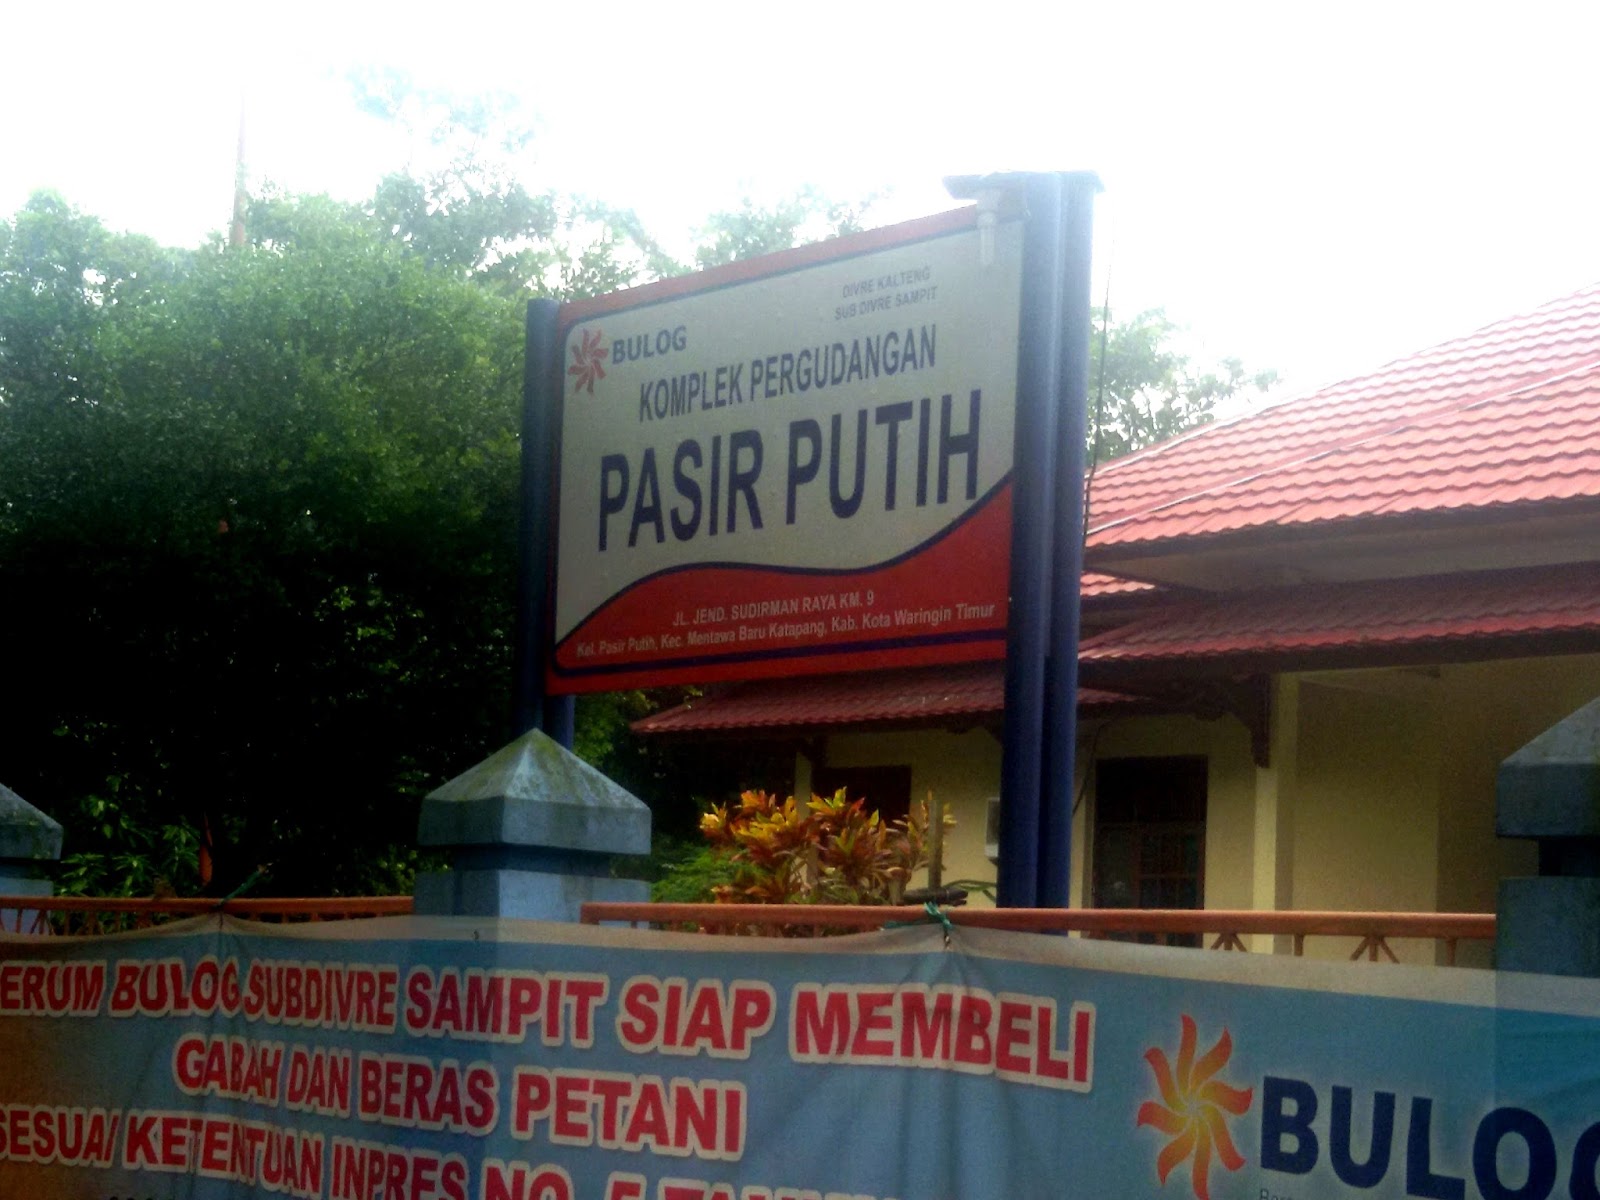 DIVRE KALTENG
SUB DIVRE SAMPIT
BULOG
KOMPLEK PERGUDANGAN
PASIR PUTIH
JL. JEND. SUDIRMAN RAYA KM. 9
Kel. Pasir Putih, Kec. Mentawa Baru Katapang, Kab. Kota Waringin Timur
ERUM BULOG SUBDIVRE SAMPIT SIAP MEMBELI
GABAH DAN BERAS PETANI
SESUAI KETENTUAN INPRES NO. 5
BULOG